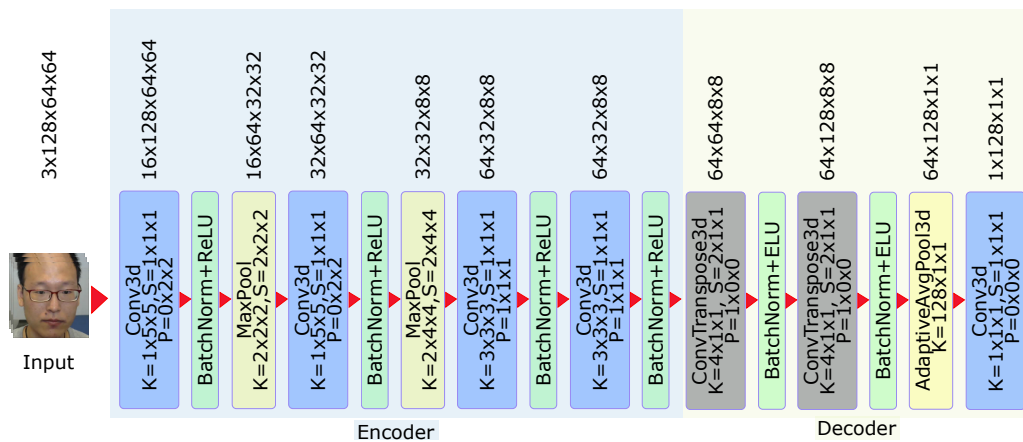 3x128x64x64
16x128x64x64
16x64x32x32
32x64x32x32
32x32x8x8
64x32x8x8
64x32x8x8
64x64x8x8
64x128x8x8
64x128x1x1
1x128x1x1
Input
Conv3d
K=1x5x5,S=1x1x1
P=0x2x2
BatchNorm+ReLU
MaxPool
K=2x2x2,S=2x2x2
Conv3d
K=1x5x5,S=1x1x1
P=0x2x2
BatchNorm+ReLU
MaxPool
K=2x4x4,S=2x4x4
Conv3d
K=3x3x3,S=1x1x1
P=1x1x1
BatchNorm+ReLU
Conv3d
K=3x3x3,S=1x1x1
P=1x1x1
BatchNorm+ReLU
ConvTranspose3d
K=4x1x1,S=2x1x1
P=1x0x0
BatchNorm+ELU
ConvTranspose3d
K=4x1x1,S=2x1x1
P=1x0x0
BatchNorm+ELU
AdaptiveAvgPool3d
K=128x1x1
Conv3d
K=1x1x1,S=1x1x1
P=0x0x0
Encoder
Decoder